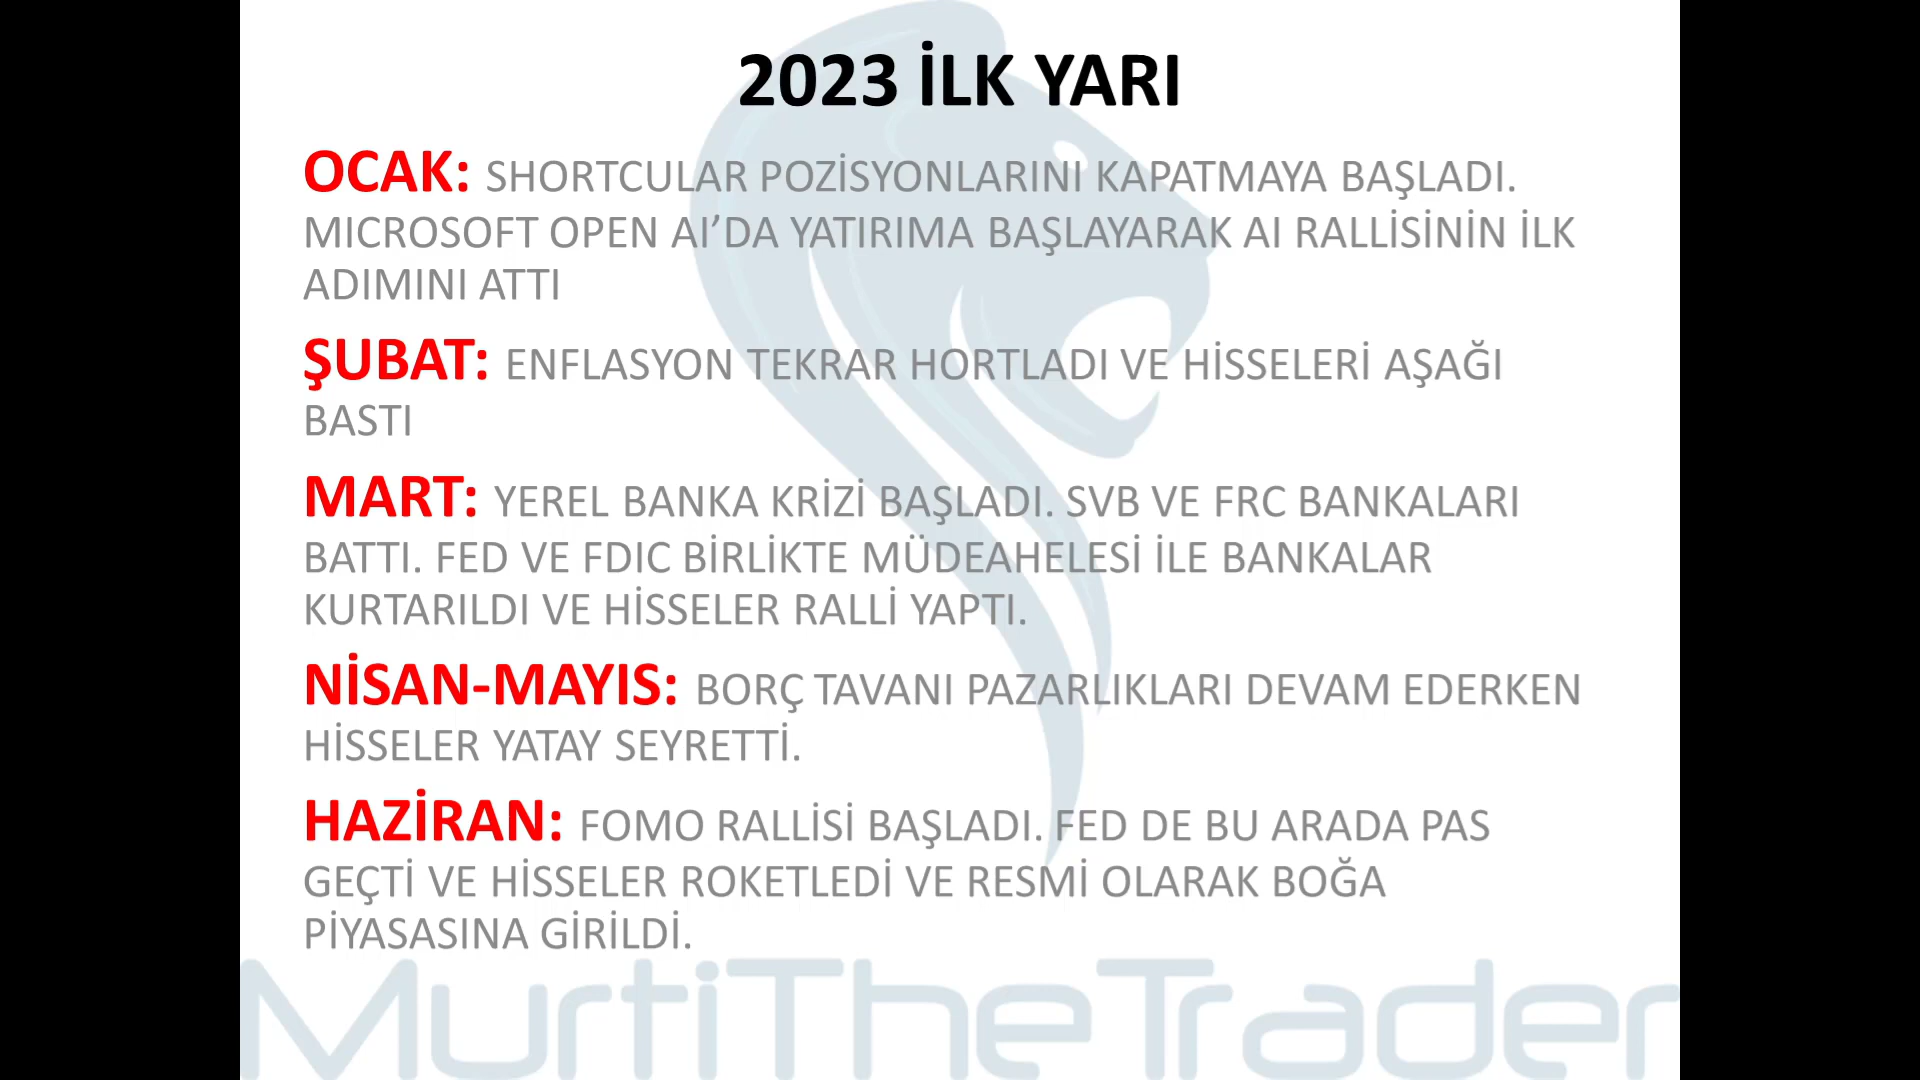 2023 İLK YARI
OCAK: SHORTCULAR POZİSYONLARINI KAPATMAYA BAŞLADI.
MICROSOFT OPEN AI’DA YATIRIMA BAŞLAYARAK AI RALLİSİNİN İLK
ADIMINI ATTI
ŞUBAT: ENFLASYON TEKRAR HORTLADI VE HİSSELERİ AŞAĞI
BASTI
MART: YEREL BANKA KRİZİ BAŞLADI. SVB VE FRC BANKALARI
BATTI. FED VE FDIC BİRLİKTE MÜDEAHELESİ İLE BANKALAR
KURTARILDI VE HİSSELER RALLİ YAPTI.
NİSAN-MAYIS: BORÇ TAVANI PAZARLIKLARI DEVAM EDERKEN
HİSSELER YATAY SEYRETTİ.
HAZİRAN: FOMO RALLİSİ BAŞLADI. FED DE BU ARADA PAS
GEÇTİ VE HİSSELER ROKETLEDİ VE RESMİ OLARAK BOĞA
PİYASASINA GİRİLDİ.
MurtiTheTrader